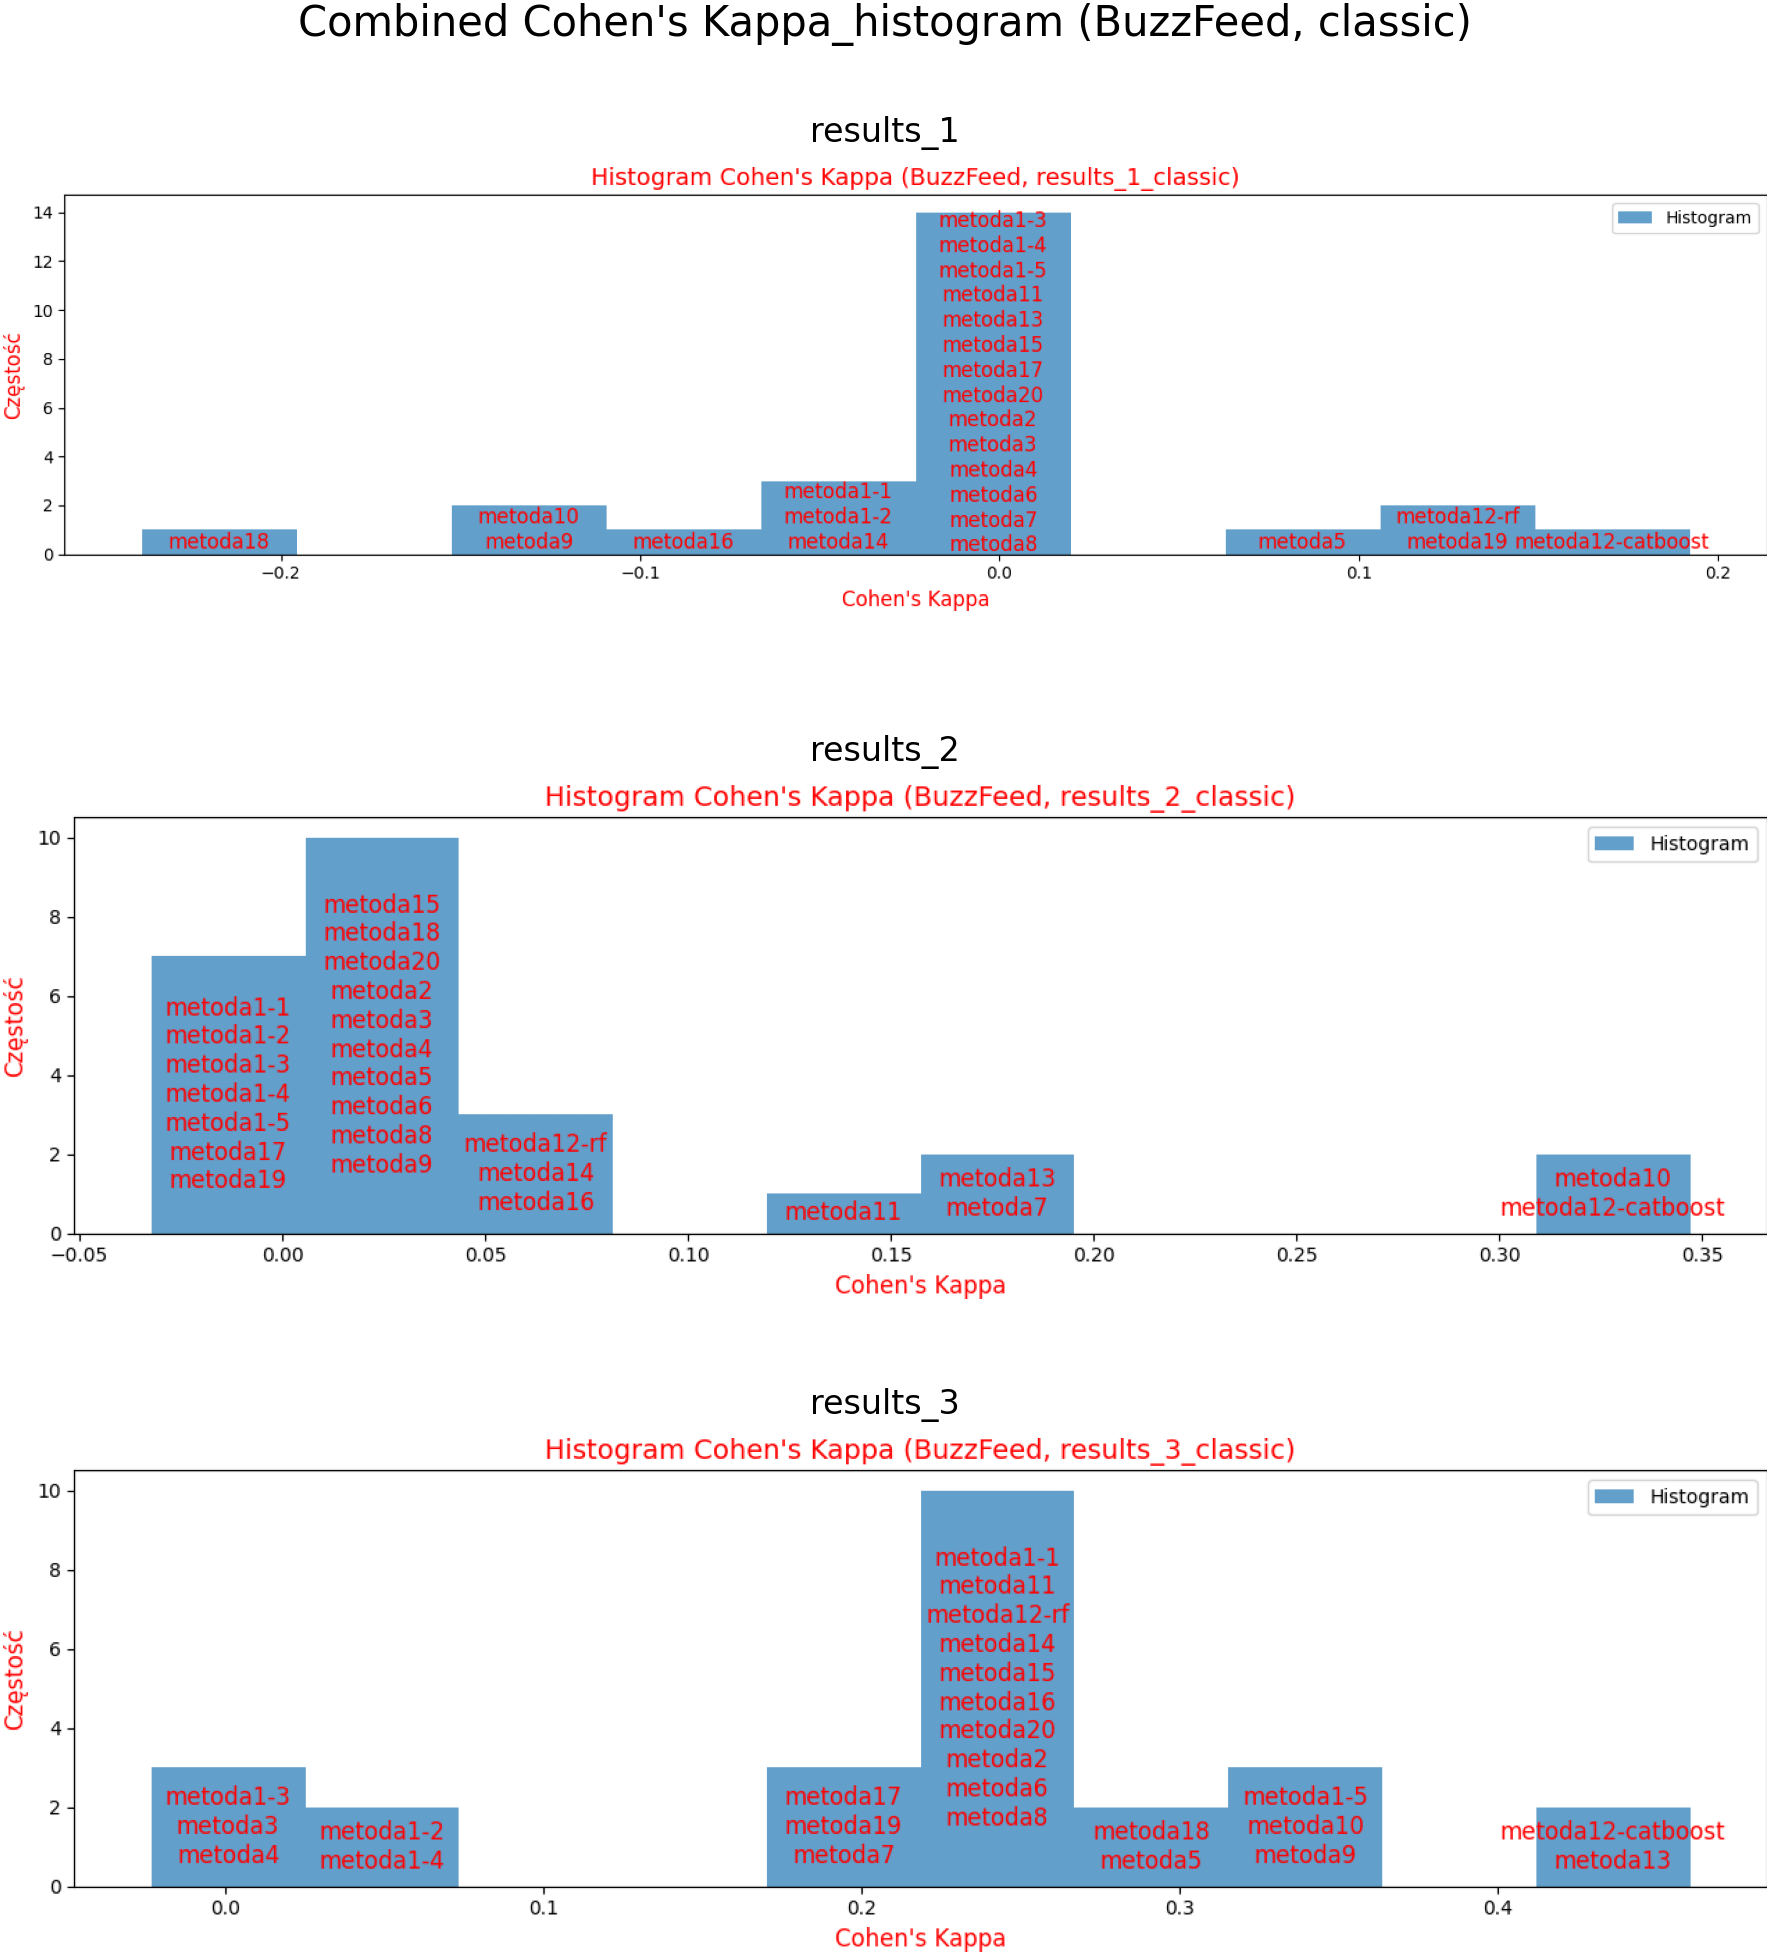 Combined Cohen's Kappa_histogram (BuzzFeed, classic)
results_1
Histogram Cohen's Kappa (BuzzFeed, results_1_classic)
Histogram
Częstość
14
12
10
8
6
4
2
0
metoda18
metoda10
metoda9
metoda16
metoda1-1
metoda1-2
metoda14
metoda1-3
metoda1-4
metoda1-5
metoda11
metoda13
metoda15
metoda17
metoda20
metoda2
metoda3
metoda4
metoda6
metoda7
metoda8
metoda5
metoda12-rf
metoda19
metoda12-catboost
−0.2 −0.1 0.0 0.1 0.2
Cohen's Kappa
results_2
Histogram Cohen's Kappa (BuzzFeed, results_2_classic)
Histogram
Częstość
10
8
6
4
2
0
metoda1-1
metoda1-2
metoda1-3
metoda1-4
metoda1-5
metoda17
metoda19
metoda15
metoda18
metoda20
metoda2
metoda3
metoda4
metoda5
metoda6
metoda8
metoda9
metoda12-rf
metoda14
metoda16
metoda11
metoda13
metoda7
metoda10
metoda12-catboost
−0.05 0.00 0.05 0.10 0.15 0.20 0.25 0.30 0.35
Cohen's Kappa
results_3
Histogram Cohen's Kappa (BuzzFeed, results_3_classic)
Histogram
Częstość
10
8
6
4
2
0
metoda1-3
metoda3
metoda4
metoda1-2
metoda1-4
metoda17
metoda19
metoda7
metoda1-1
metoda11
metoda12-rf
metoda14
metoda15
metoda16
metoda20
metoda2
metoda6
metoda8
metoda18
metoda5
metoda1-5
metoda10
metoda9
metoda12-catboost
metoda13
0.0 0.1 0.2 0.3 0.4
Cohen's Kappa